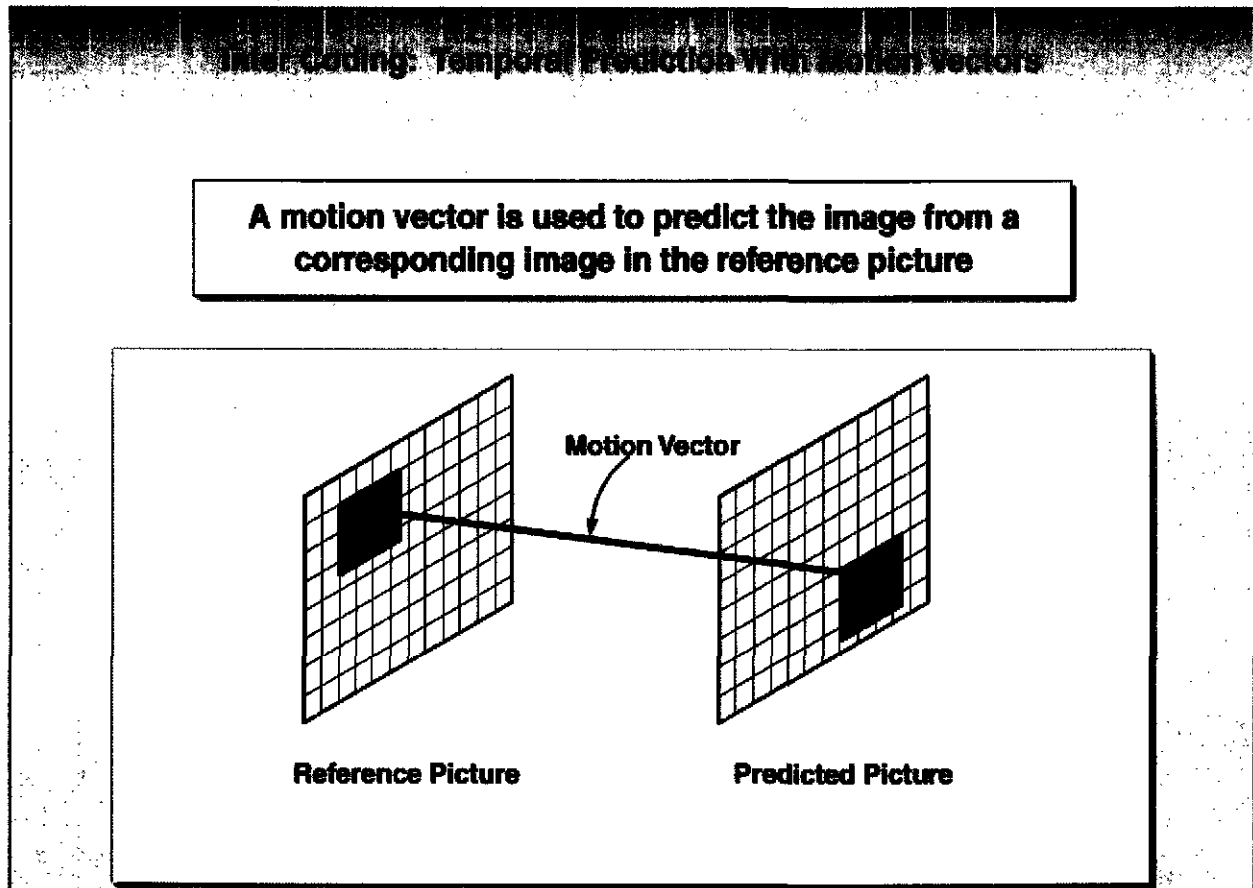 Inter Coding: Temporal Prediction With Motion Vectors
A motion vector is used to predict the image from a
corresponding image in the reference picture
Motion Vector
Reference Picture
Predicted Picture